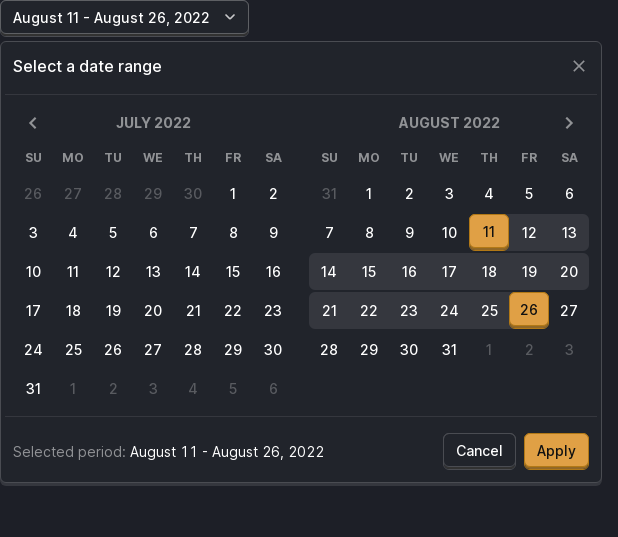 August 11 - August 26, 2022
Select a date range
JULY 2022 AUGUST 2022
SU MO TU WE TH FR SA SU MO TU WE TH FR SA
26 27 28 29 30 1 2 31 1 2 3 4 5 6
3 4 5 6 7 8 9 7 8 9 10 11 12 13
10 11 12 13 14 15 16 14 15 16 17 18 19 20
17 18 19 20 21 22 23 21 22 23 24 25 26 27
24 25 26 27 28 29 30 28 29 30 31 1 2 3
31 1 2 3 4 5 6
Selected period: August 11 - August 26, 2022 Cancel Apply